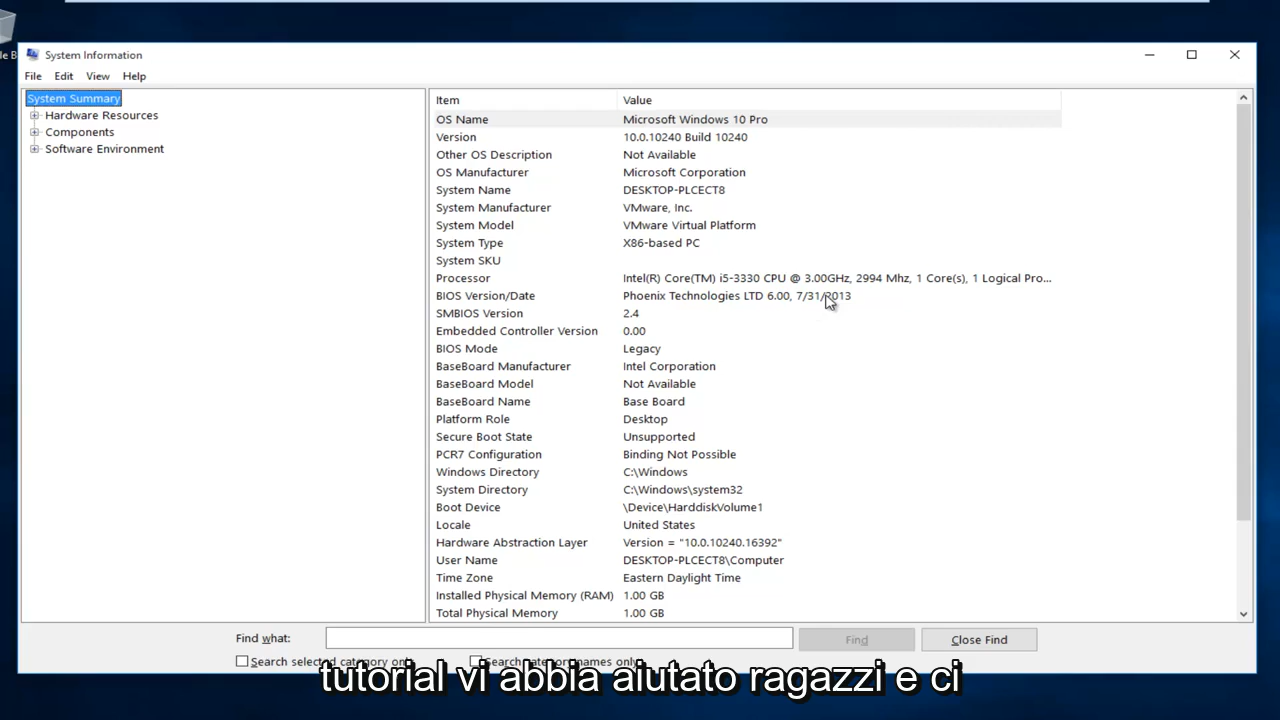 le B
System Information
File Edit View Help
System Summary
Hardware Resources
Components
Software Environment
Item Value
OS Name Microsoft Windows 10 Pro
Version 10.0.10240 Build 10240
Other OS Description Not Available
OS Manufacturer Microsoft Corporation
System Name DESKTOP-PLCECT8
System Manufacturer VMware, Inc.
System Model VMware Virtual Platform
System Type X86-based PC
System SKU
Processor Intel(R) Core(TM) i5-3330 CPU @ 3.00GHz, 2994 Mhz, 1 Core(s), 1 Logical Pro...
BIOS Version/Date Phoenix Technologies LTD 6.00, 7/31/2013
SMBIOS Version 2.4
Embedded Controller Version 0.00
BIOS Mode Legacy
BaseBoard Manufacturer Intel Corporation
BaseBoard Model Not Available
BaseBoard Name Base Board
Platform Role Desktop
Secure Boot State Unsupported
PCR7 Configuration Binding Not Possible
Windows Directory C:\Windows
System Directory C:\Windows\system32
Boot Device \Device\HarddiskVolume1
Locale United States
Hardware Abstraction Layer Version = "10.0.10240.16392"
User Name DESKTOP-PLCECT8\Computer
Time Zone Eastern Daylight Time
Installed Physical Memory (RAM) 1.00 GB
Total Physical Memory 1.00 GB
Find what: Find Close Find
Search selected category only Search category names only
tutorial vi abbia aiutato ragazzi e ci